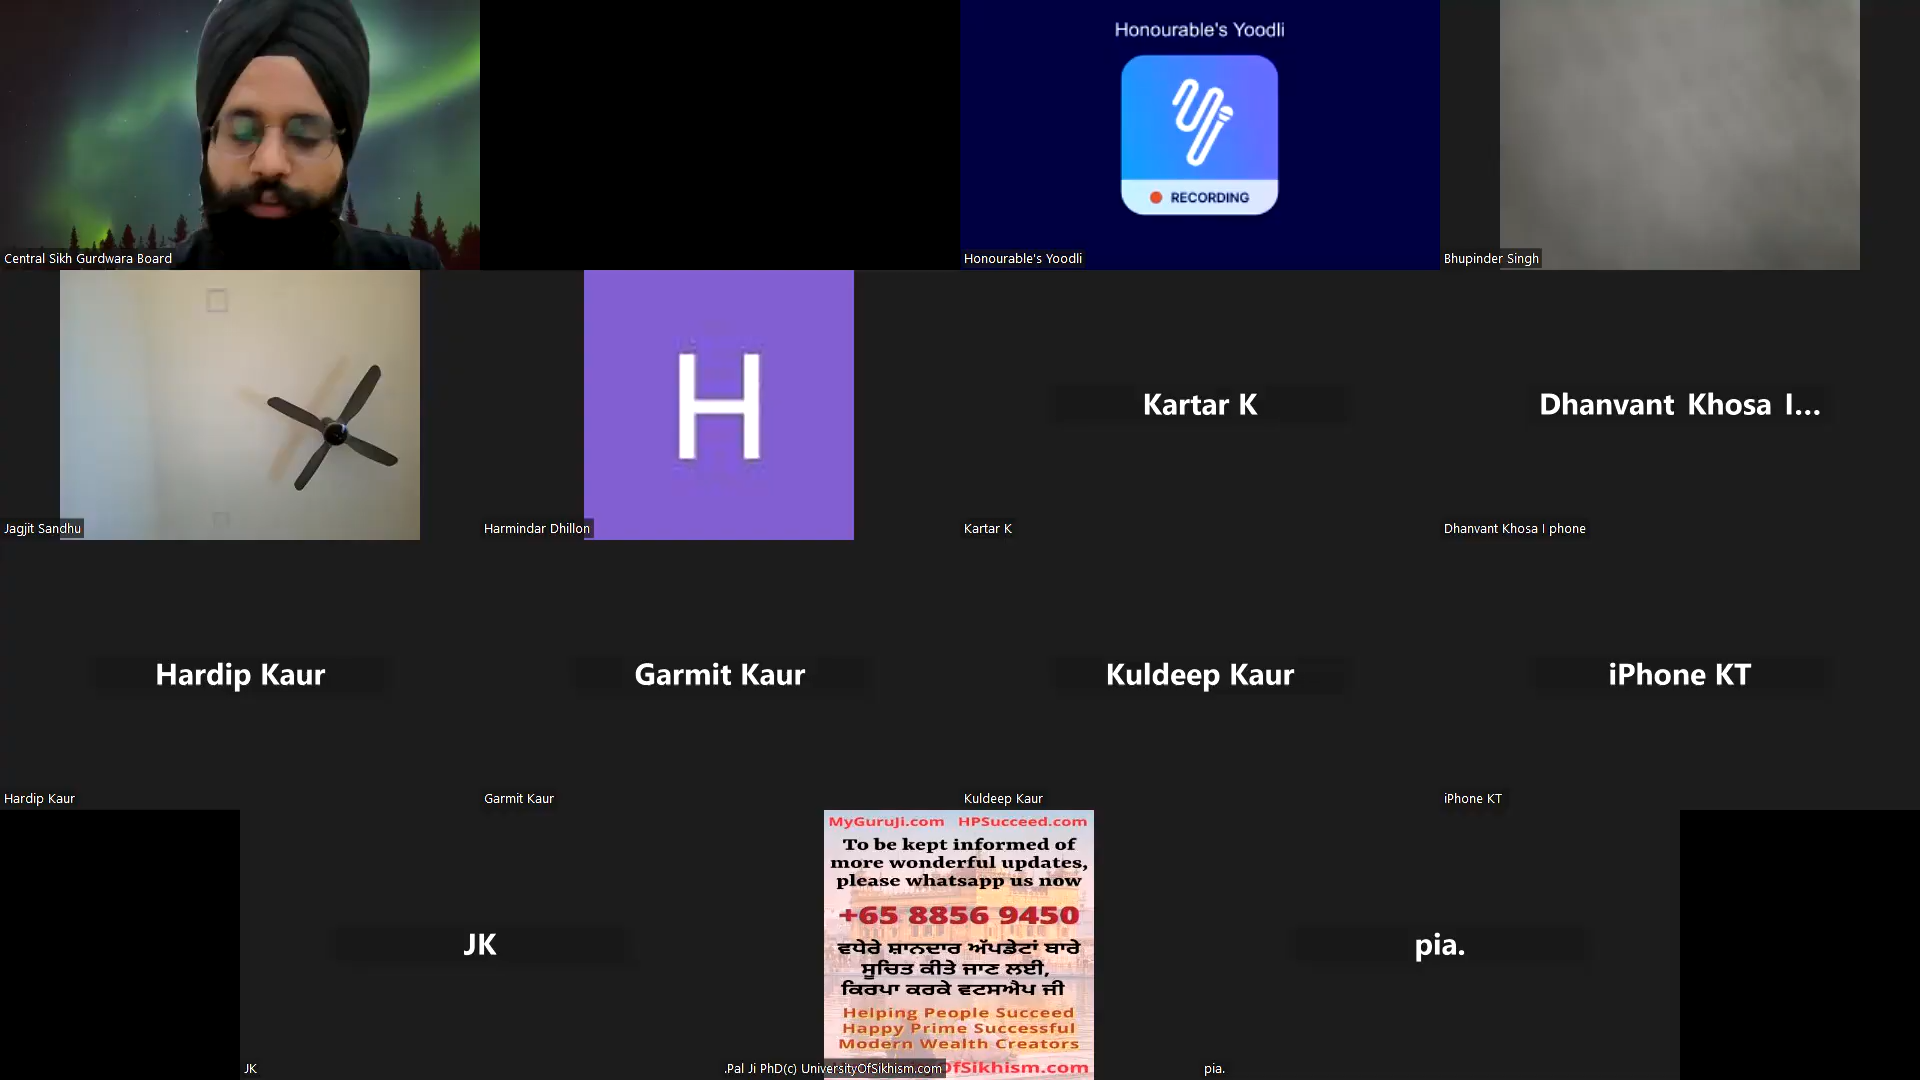 Honourable's Yoodli
RECORDING
Central Sikh Gurdwara Board
Honourable's Yoodli
Bhupinder Singh
H
Kartar K
Dhanvant Khosa I...
Jagjit Sandhu
Harmindar Dhillon
Kartar K
Dhanvant Khosa I phone
Hardip Kaur
Garmit Kaur
Kuldeep Kaur
iPhone KT
Hardip Kaur
Garmit Kaur
Kuldeep Kaur
iPhone KT
MyGuruJi.com HPSucceed.com
To be kept informed of
more wonderful updates,
please whatsapp us now
+65 8856 9450
ਵਧੇਰੇ ਸ਼ਾਨਦਾਰ ਅੱਪਡੇਟਾਂ ਬਾਰੇ
ਸੂਚਿਤ ਕੀਤੇ ਜਾਣ ਲਈ,
ਕਿਰਪਾ ਕਰਕੇ ਵਟਸਐਪ ਜੀ
Helping People Succeed
Happy Prime Successful
Modern Wealth Creators
OfSikhism.com
JK
pia.
JK
.Pal Ji PhD(c) UniversityOfSikhism.com
pia.